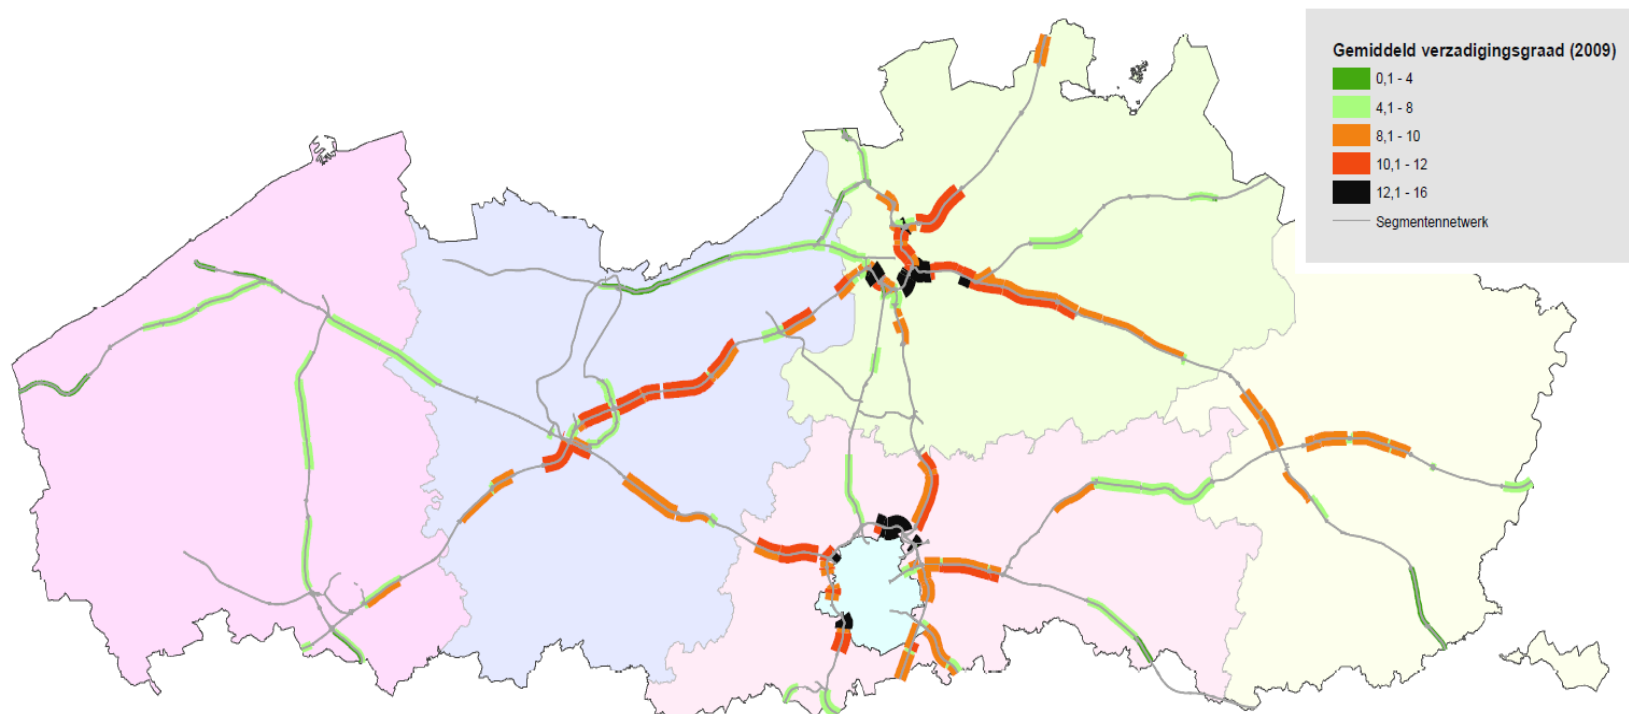 Gemiddeld verzadigingsgraad (2009)
0,1 - 4
4,1 - 8
8,1 - 10
10,1 - 12
12,1 - 16
Segmentennetwerk